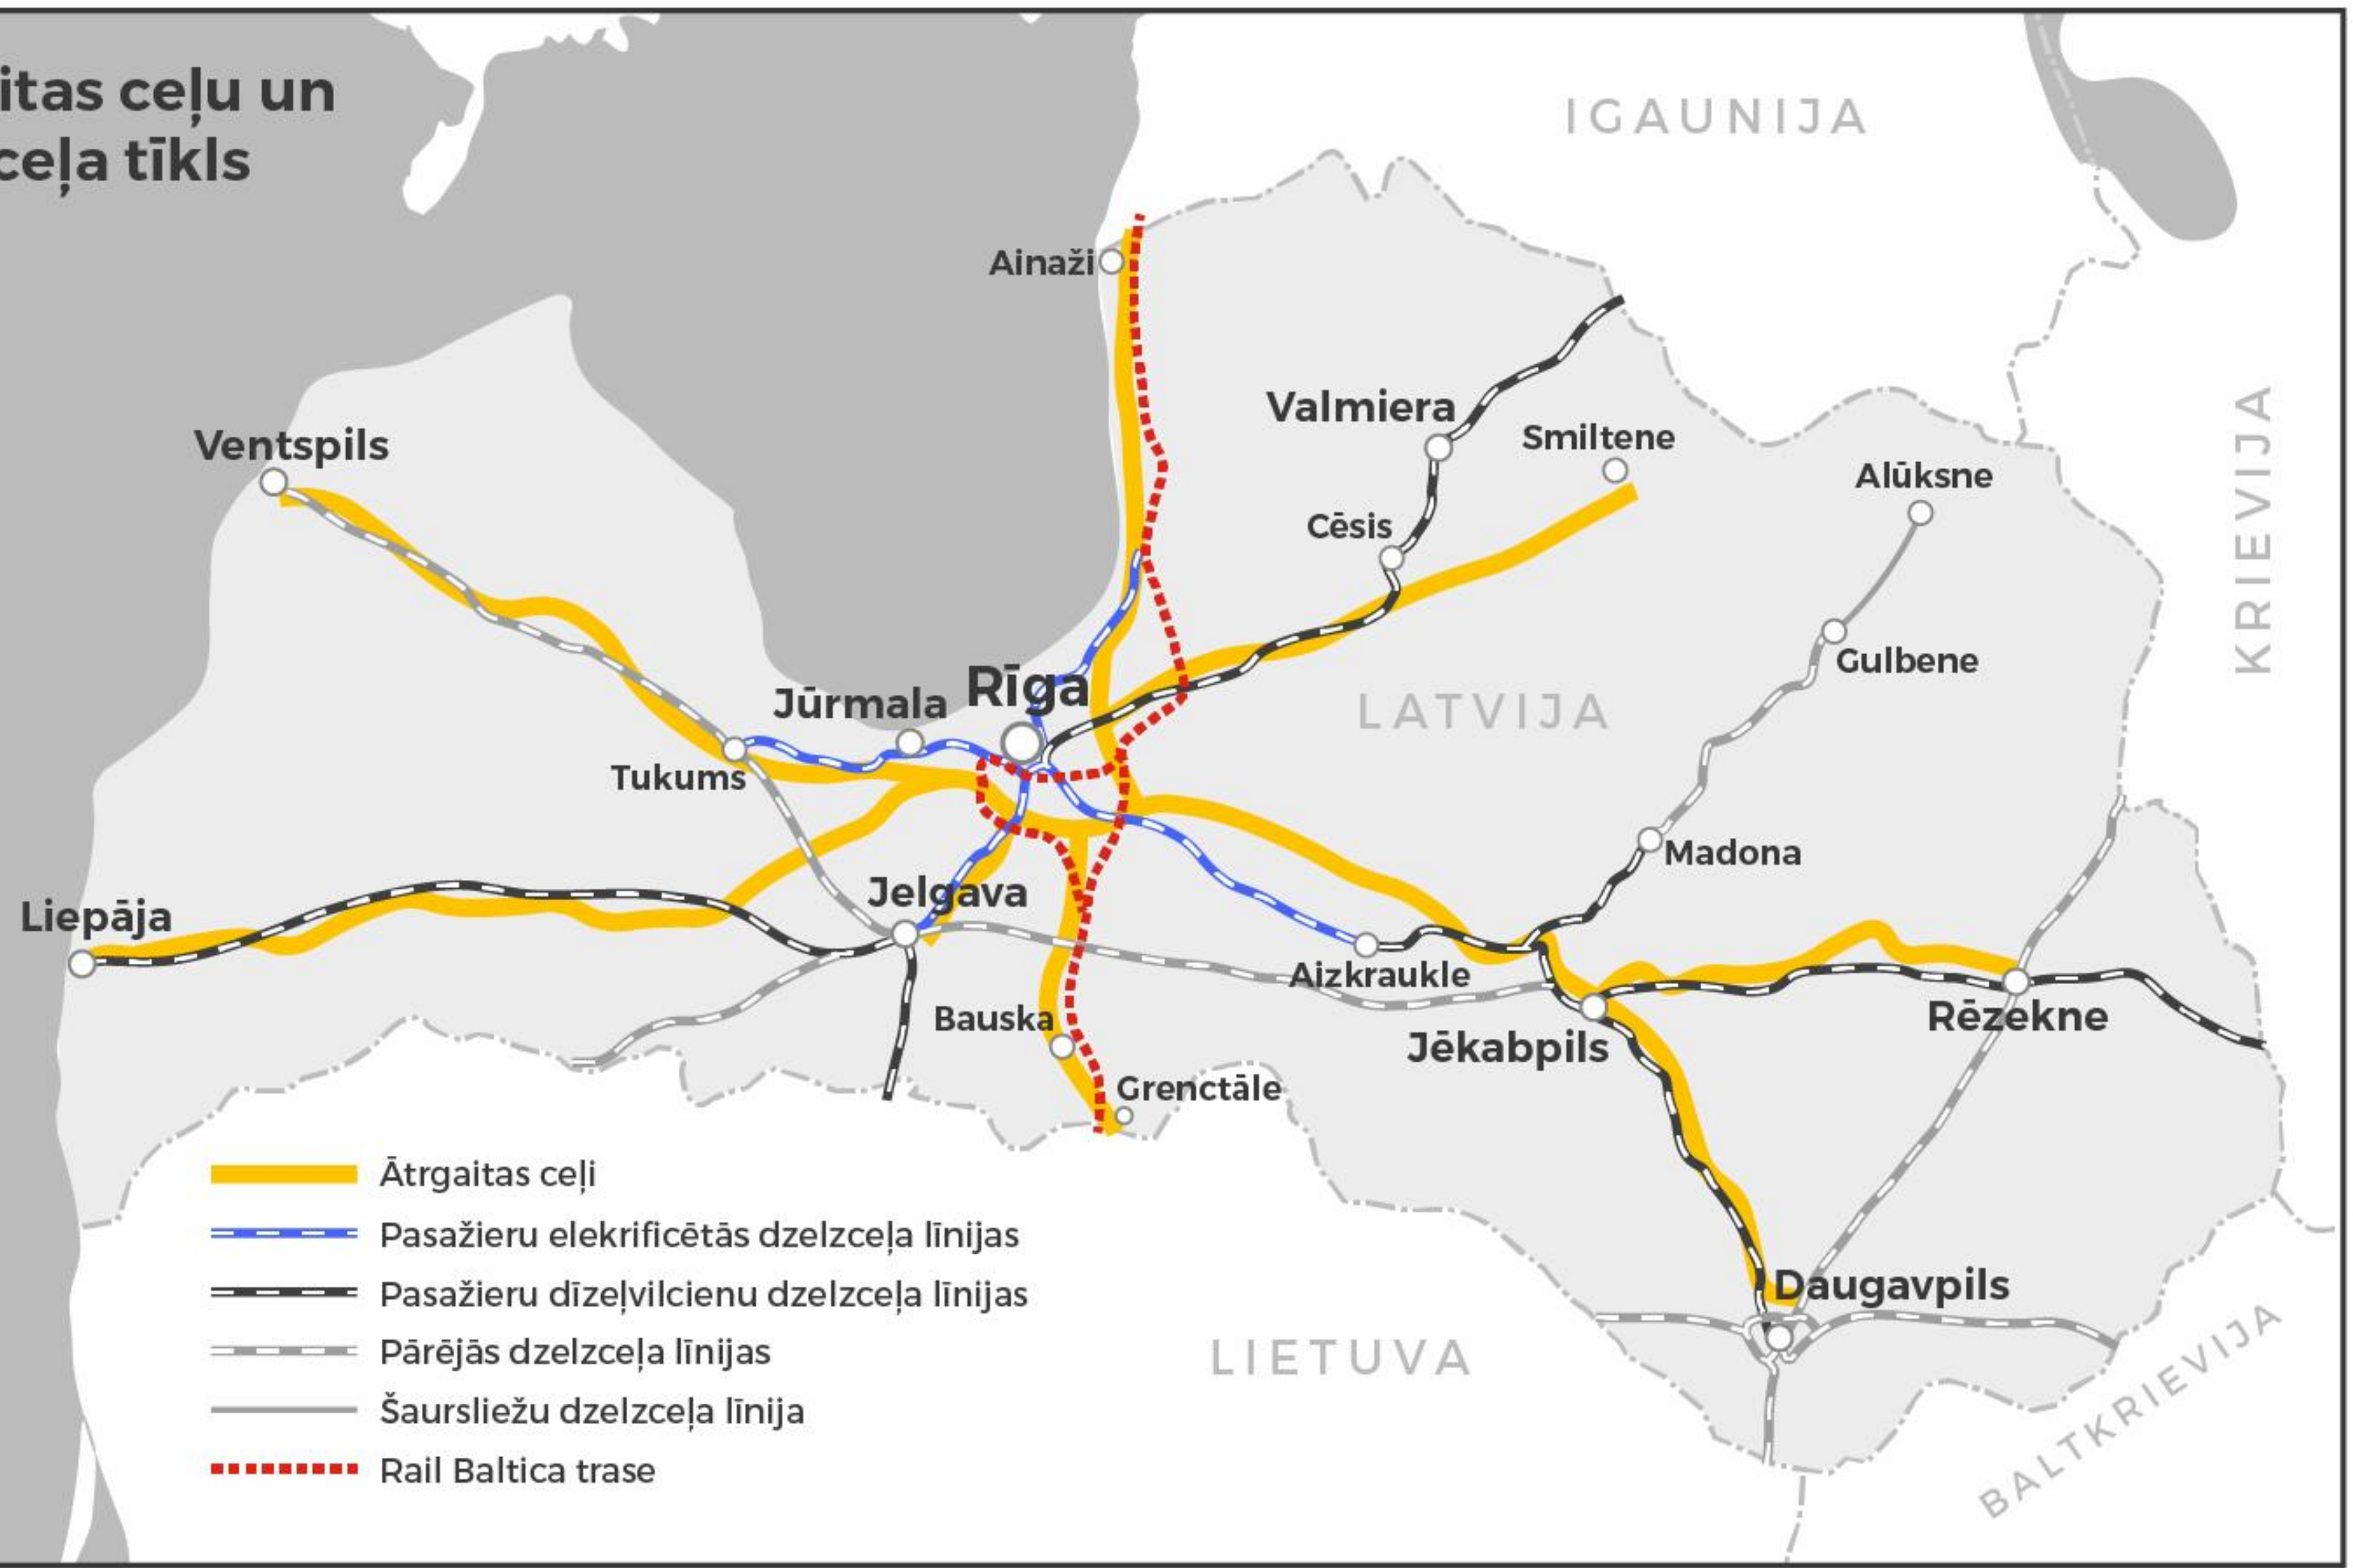 itas ceļu un
ceļa tīkls
IGAUNIJA
Ainaži
KRIEVIJA
Valmiera
Smiltene
Ventspils
Alūksne
Cēsis
Gulbene
Rīga
Jūrmala
LATVIJA
Tukums
Madona
Jelgava
Liepāja
Aizkraukle
Bauska
Rēzekne
Jēkabpils
Grenctāle
Ātrgaitas ceļi
Pasažieru elekrificētās dzelzceļa līnijas
Pasažieru dīzeļvilcienu dzelzceļa līnijas
Pārējās dzelzceļa līnijas
Šaursliežu dzelzceļa līnija
Rail Baltica trase
Daugavpils
LIETUVA
BALTKRIEVIJA